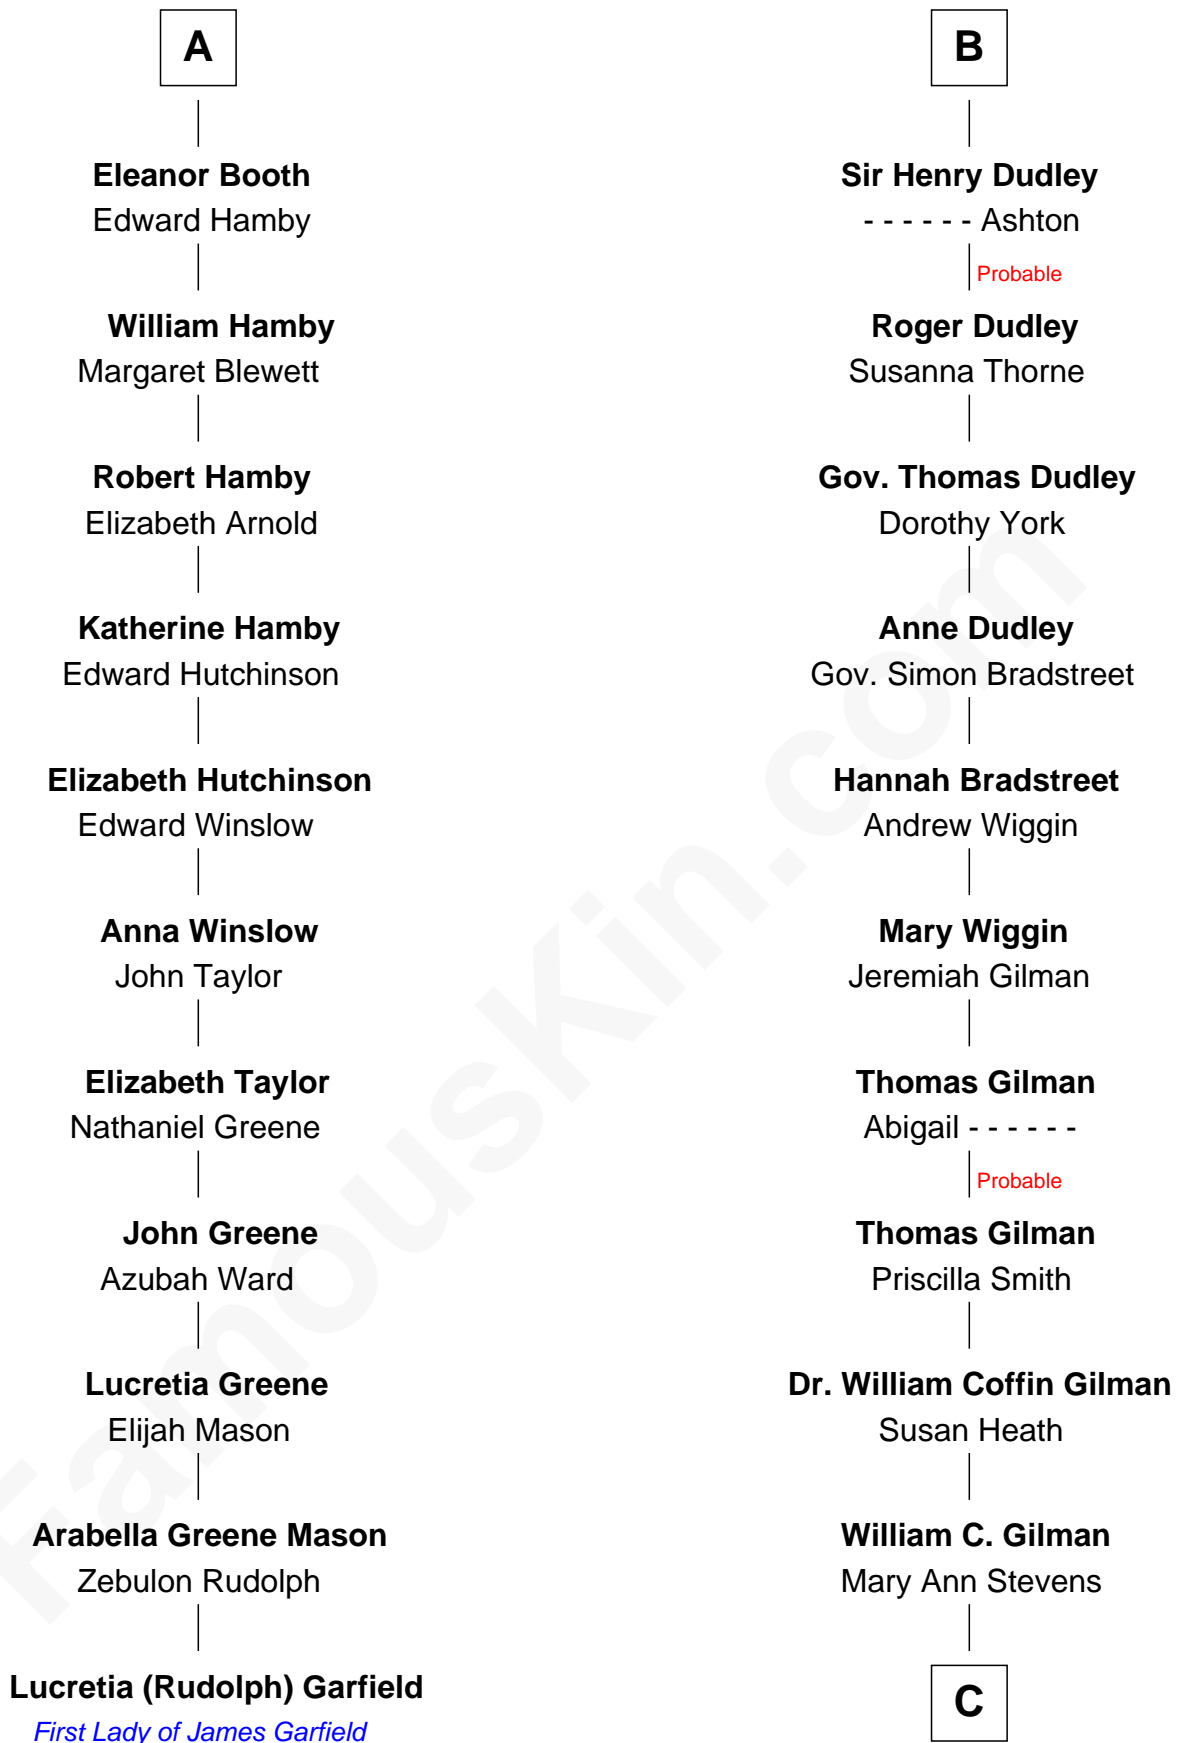 A
Eleanor Booth
Edward Hamby
William Hamby
Margaret Blewett
Robert Hamby
Elizabeth Arnold
Katherine Hamby
Edward Hutchinson
Elizabeth Hutchinson
Edward Winslow
Anna Winslow
John Taylor
Elizabeth Taylor
Nathaniel Greene
John Greene
Azubah Ward
Lucretia Greene
Elijah Mason
Arabella Greene Mason
Zebulon Rudolph
Lucretia (Rudolph) Garfield
First Lady of James Garfield
B
Sir Henry Dudley
- - - - - - Ashton
Probable
Roger Dudley
Susanna Thorne
Gov. Thomas Dudley
Dorothy York
Anne Dudley
Gov. Simon Bradstreet
Hannah Bradstreet
Andrew Wiggin
Mary Wiggin
Jeremiah Gilman
Thomas Gilman
Abigail - - - - - -
Probable
Thomas Gilman
Priscilla Smith
Dr. William Coffin Gilman
Susan Heath
William C. Gilman
Mary Ann Stevens
C
FamousKin.com